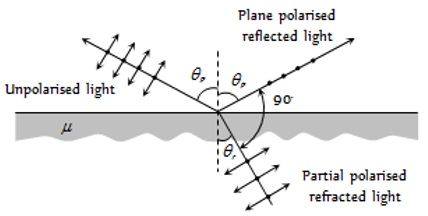 Plane polarised
reflected light
Unpolarised light
θp
θp
90°
μ
θr
Partial polarised
refracted light